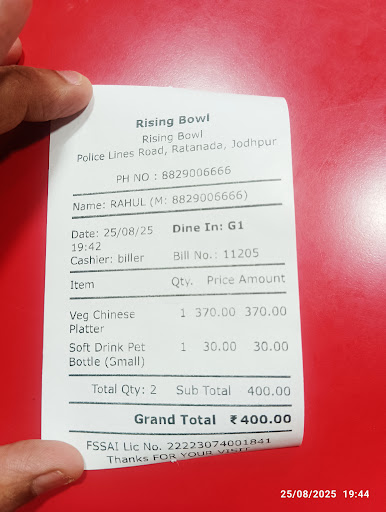 Rising Bowl
Rising Bowl
Police Lines Road, Ratanada, Jodhpur
PH NO : 8829006666
Name: RAHUL (M: 8829006666)
Date: 25/08/25 Dine In: G1
19:42
Cashier: biller Bill No.: 11205
Item Qty. Price Amount
Veg Chinese 1 370.00 370.00
Platter
Soft Drink Pet 1 30.00 30.00
Bottle (Small)
Total Qty: 2 Sub Total 400.00
Grand Total ₹400.00
FSSAI Lic No. 22223074001841
Thanks FOR YOUR VISIT
25/08/2025 19:44